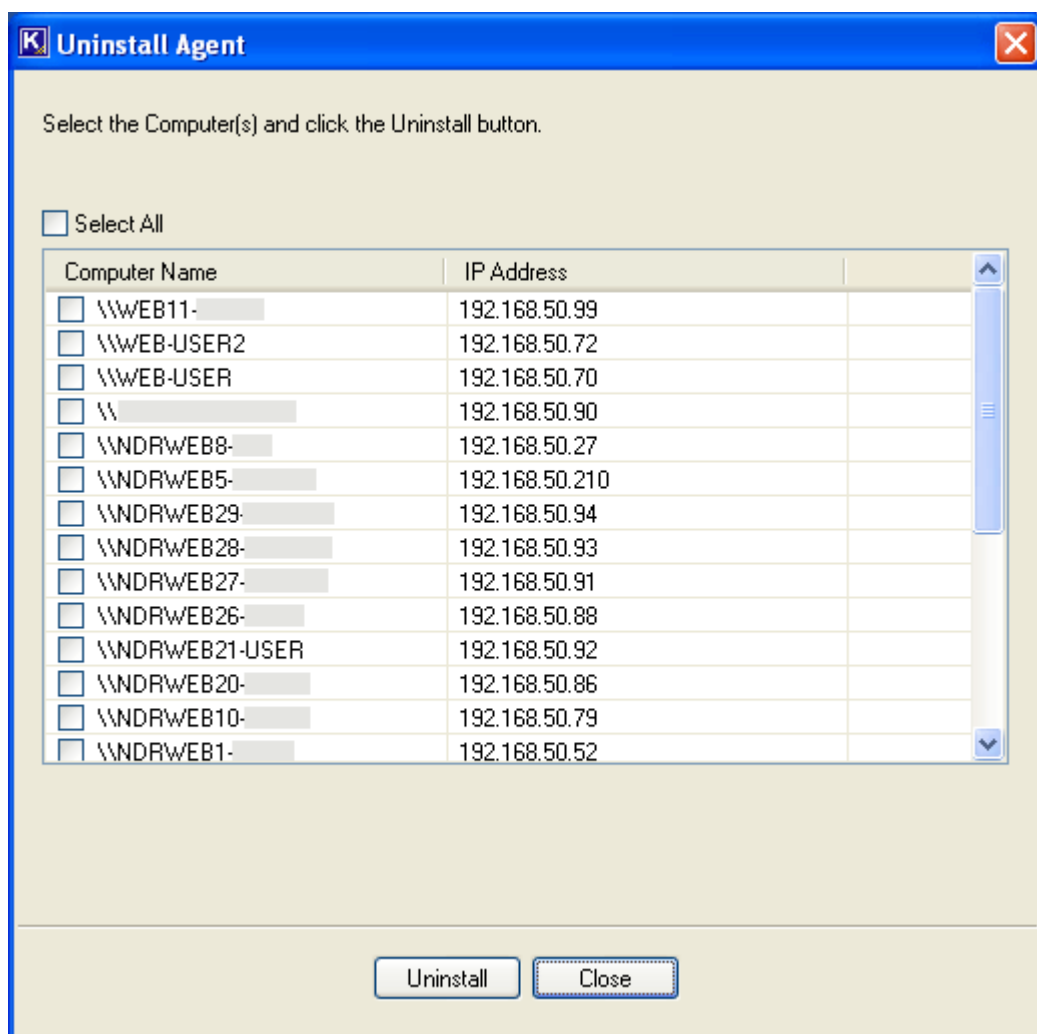 K Uninstall Agent
Select the Computer(s) and click the Uninstall button.
Select All
Computer Name IP Address
\\WEB11- 192.168.50.99
\\WEB-USER2 192.168.50.72
\\WEB-USER 192.168.50.70
\\ 192.168.50.90
\\NDRWEB8- 192.168.50.27
\\NDRWEB5- 192.168.50.210
\\NDRWEB29- 192.168.50.94
\\NDRWEB28- 192.168.50.93
\\NDRWEB27- 192.168.50.91
\\NDRWEB26- 192.168.50.88
\\NDRWEB21-USER 192.168.50.92
\\NDRWEB20- 192.168.50.86
\\NDRWEB10- 192.168.50.79
\\NDRWEB1- 192.168.50.52
Uninstall Close